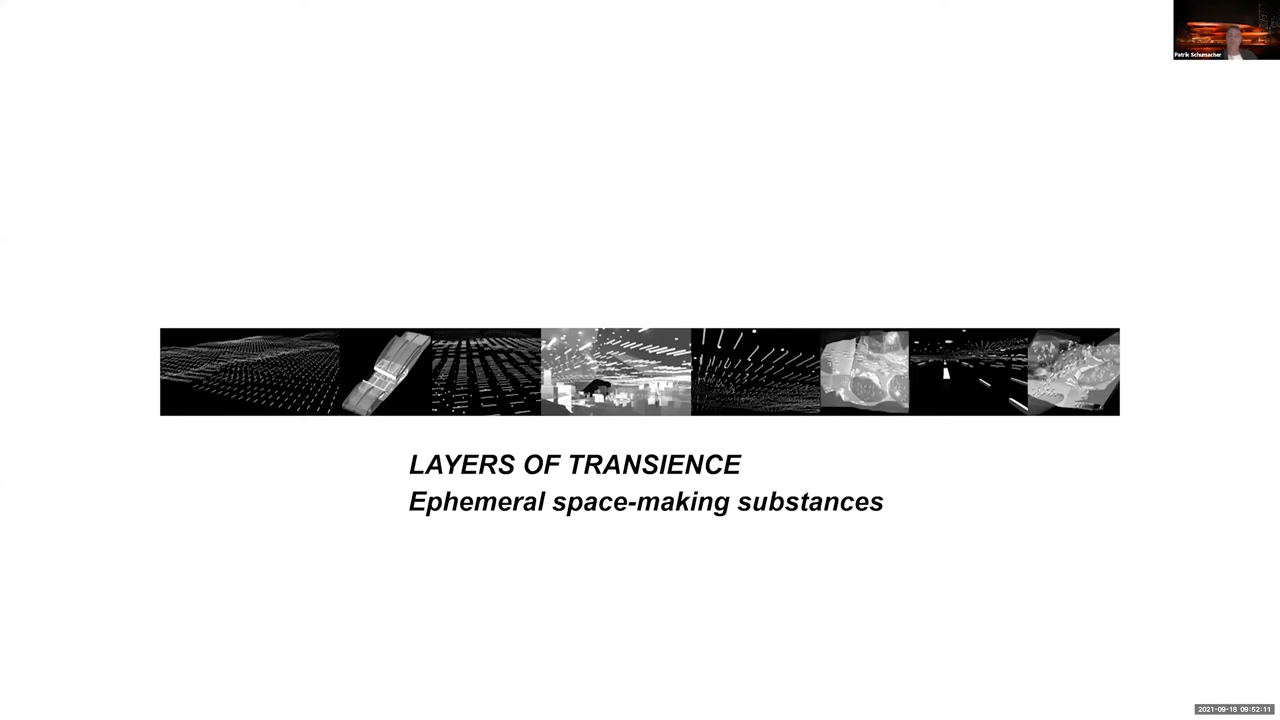 Patrik Schumacher
LAYERS OF TRANSIENCE
Ephemeral space-making substances
2021-09-18 09:52:11